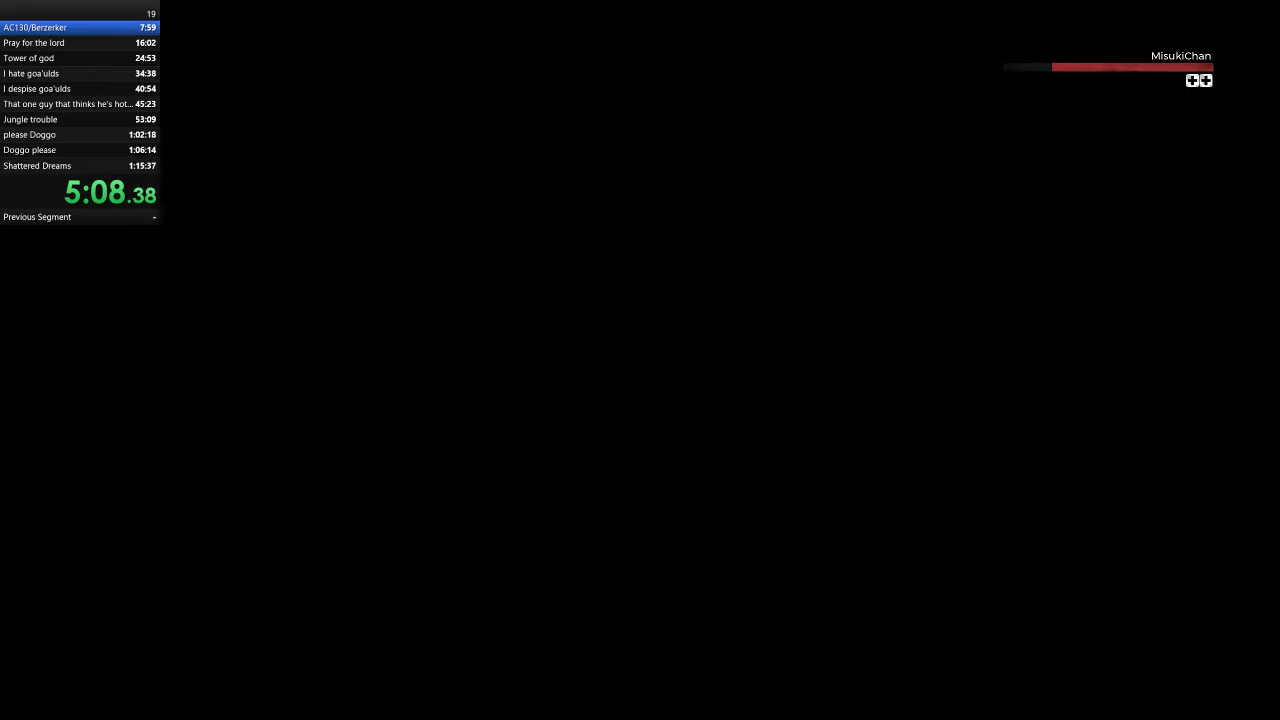 19
AC130/Berzerker 7:59
Pray for the lord 16:02
Tower of god 24:53
I hate goa'ulds 34:38
I despise goa'ulds 40:54
That one guy that thinks he's hot... 45:23
Jungle trouble 53:09
please Doggo 1:02:18
Doggo please 1:06:14
Shattered Dreams 1:15:37
5:08.38
Previous Segment -
MisukiChan